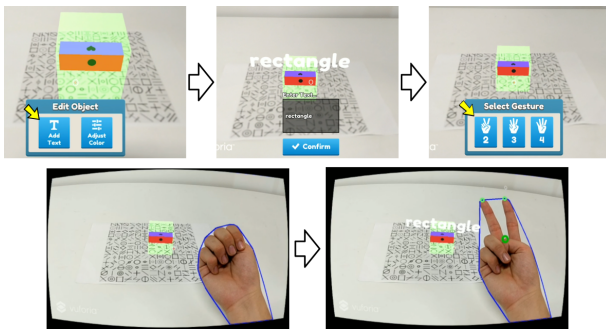 Edit Object
T
Add
Text
Adjust
Color
rectangle
Enter Text...
rectangle
✓ Confirm
Select Gesture
2
3
4
rectangle